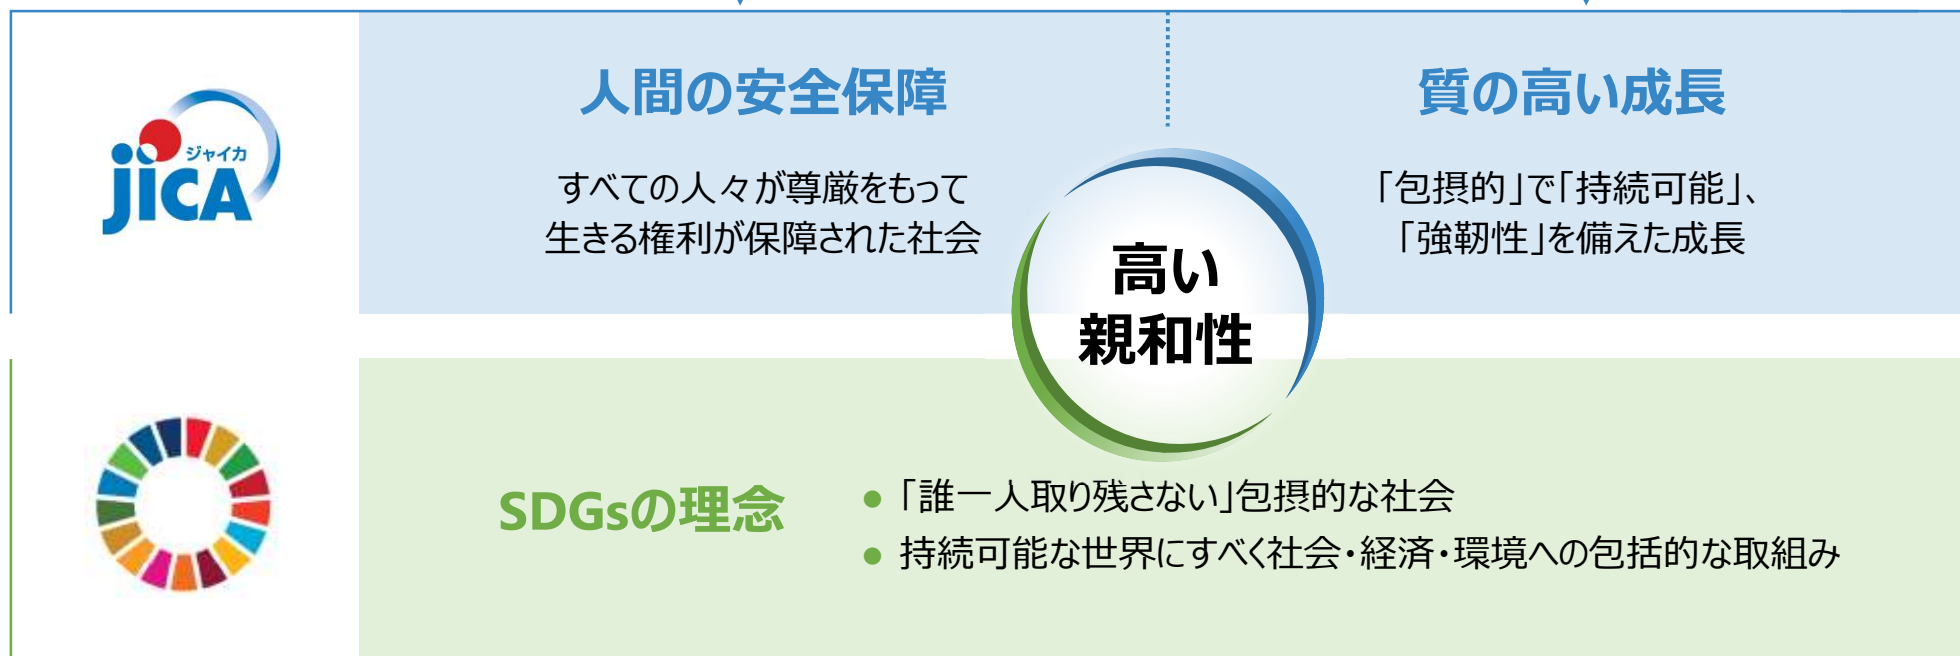 ジャイカ
JICA
人間の安全保障
すべての人々が尊厳をもって
生きる権利が保障された社会
質の高い成長
「包摂的」で「持続可能」、
「強靭性」を備えた成長
高い
親和性
SDGsの理念
● 「誰一人取り残さない」包摂的な社会
● 持続可能な世界にすべく社会・経済・環境への包括的な取組み